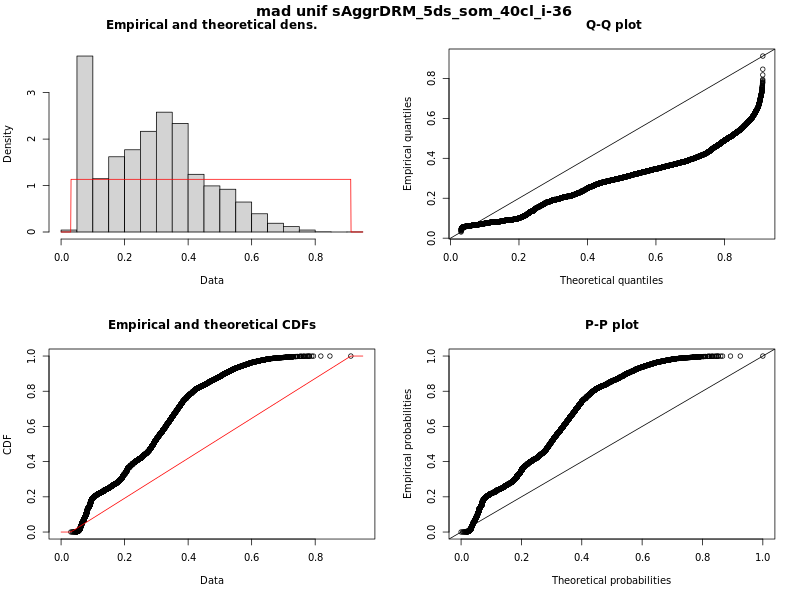 mad unif sAggrDRM_5ds_som_40cl_i-36
Empirical and theoretical dens.
Density
0 1 2 3
0.0 0.2 0.4 0.6 0.8
Data
Q-Q plot
Empirical quantiles
0.0 0.2 0.4 0.6 0.8
0.0 0.2 0.4 0.6 0.8
Theoretical quantiles
Empirical and theoretical CDFs
CDF
0.0 0.2 0.4 0.6 0.8 1.0
0.0 0.2 0.4 0.6 0.8
Data
P-P plot
Empirical probabilities
0.0 0.2 0.4 0.6 0.8 1.0
0.0 0.2 0.4 0.6 0.8 1.0
Theoretical probabilities